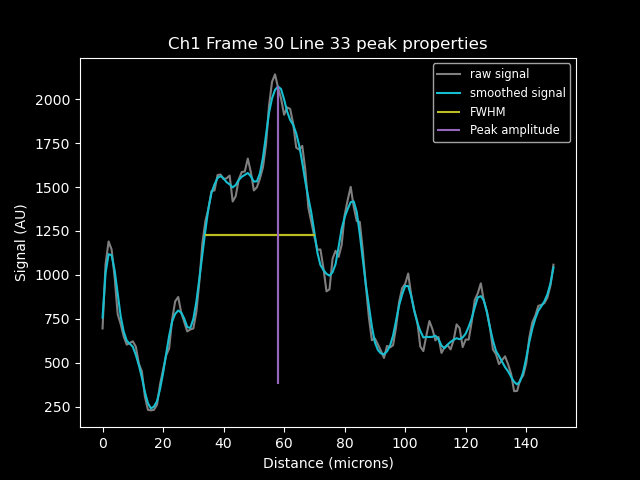 Ch1 Frame 30 Line 33 peak properties
raw signal
smoothed signal
FWHM
Peak amplitude
Signal (AU)
2000
1750
1500
1250
1000
750
500
250
0 20 40 60 80 100 120 140
Distance (microns)